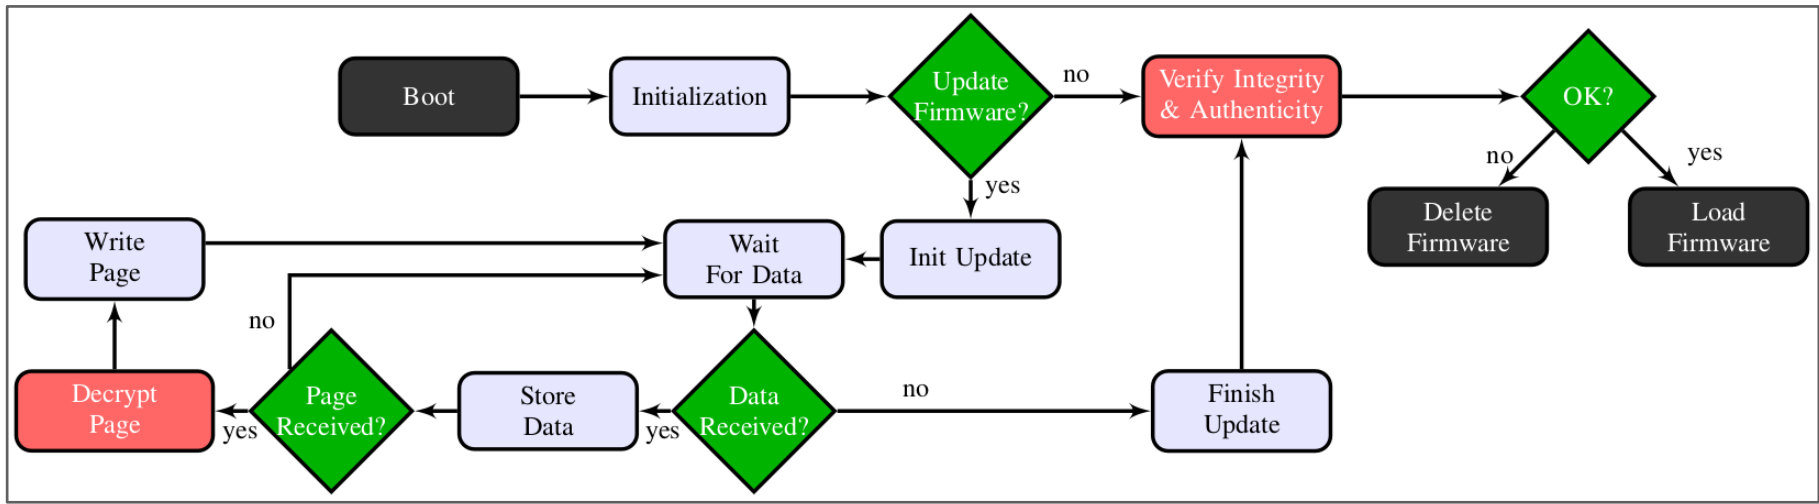 Boot
Initialization
Update
Firmware?
no
Verify Integrity
& Authenticity
OK?
no
yes
yes
Delete
Firmware
Load
Firmware
Write
Page
Wait
For Data
Init Update
no
Decrypt
Page
yes
Page
Received?
Store
Data
yes
Data
Received?
no
Finish
Update